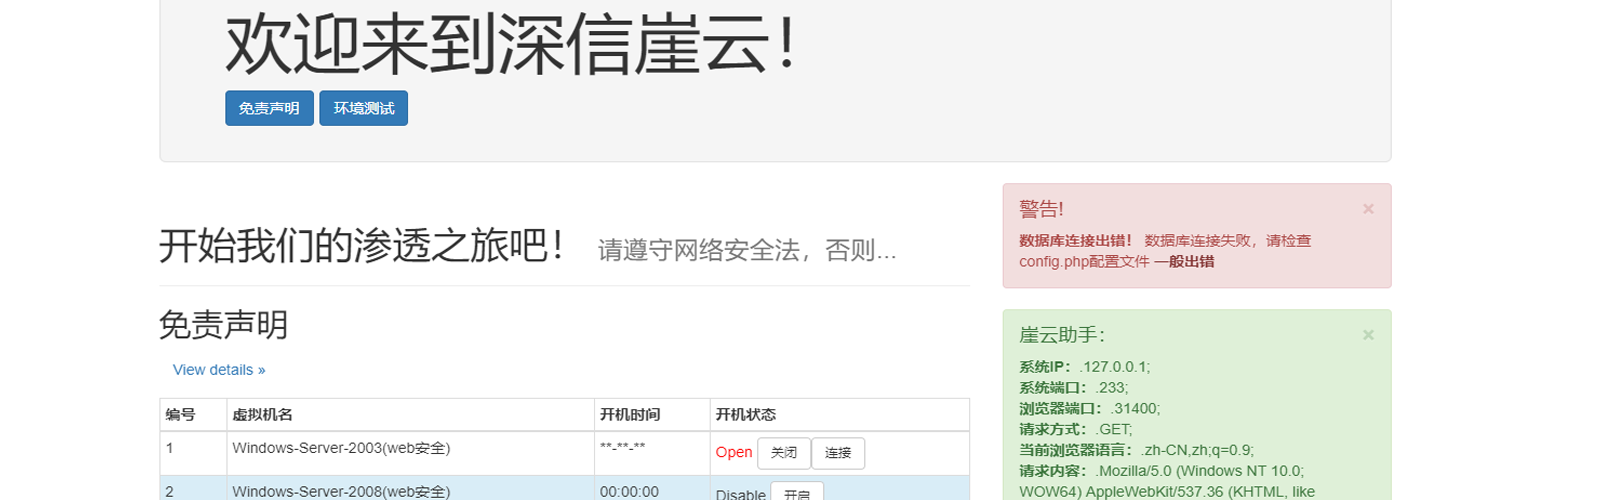 欢迎来到深信崖云！
免责声明 环境测试
开始我们的渗透之旅吧！ 请遵守网络安全法，否则...
免责声明
View details »
编号 虚拟机名 开机时间 开机状态
1 Windows-Server-2003(web安全) **-**-** Open 关闭 连接
2 Windows-Server-2008(web安全) 00:00:00 Disable 开启
警告! ×
数据库连接出错！ 数据库连接失败，请检查
config.php配置文件 一般出错
崖云助手： ×
系统IP：.127.0.0.1;
系统端口：.233;
浏览器端口：.31400;
请求方式：.GET;
当前浏览器语言：.zh-CN,zh;q=0.9;
请求内容：.Mozilla/5.0 (Windows NT 10.0;
WOW64) AppleWebKit/537.36 (KHTML, like